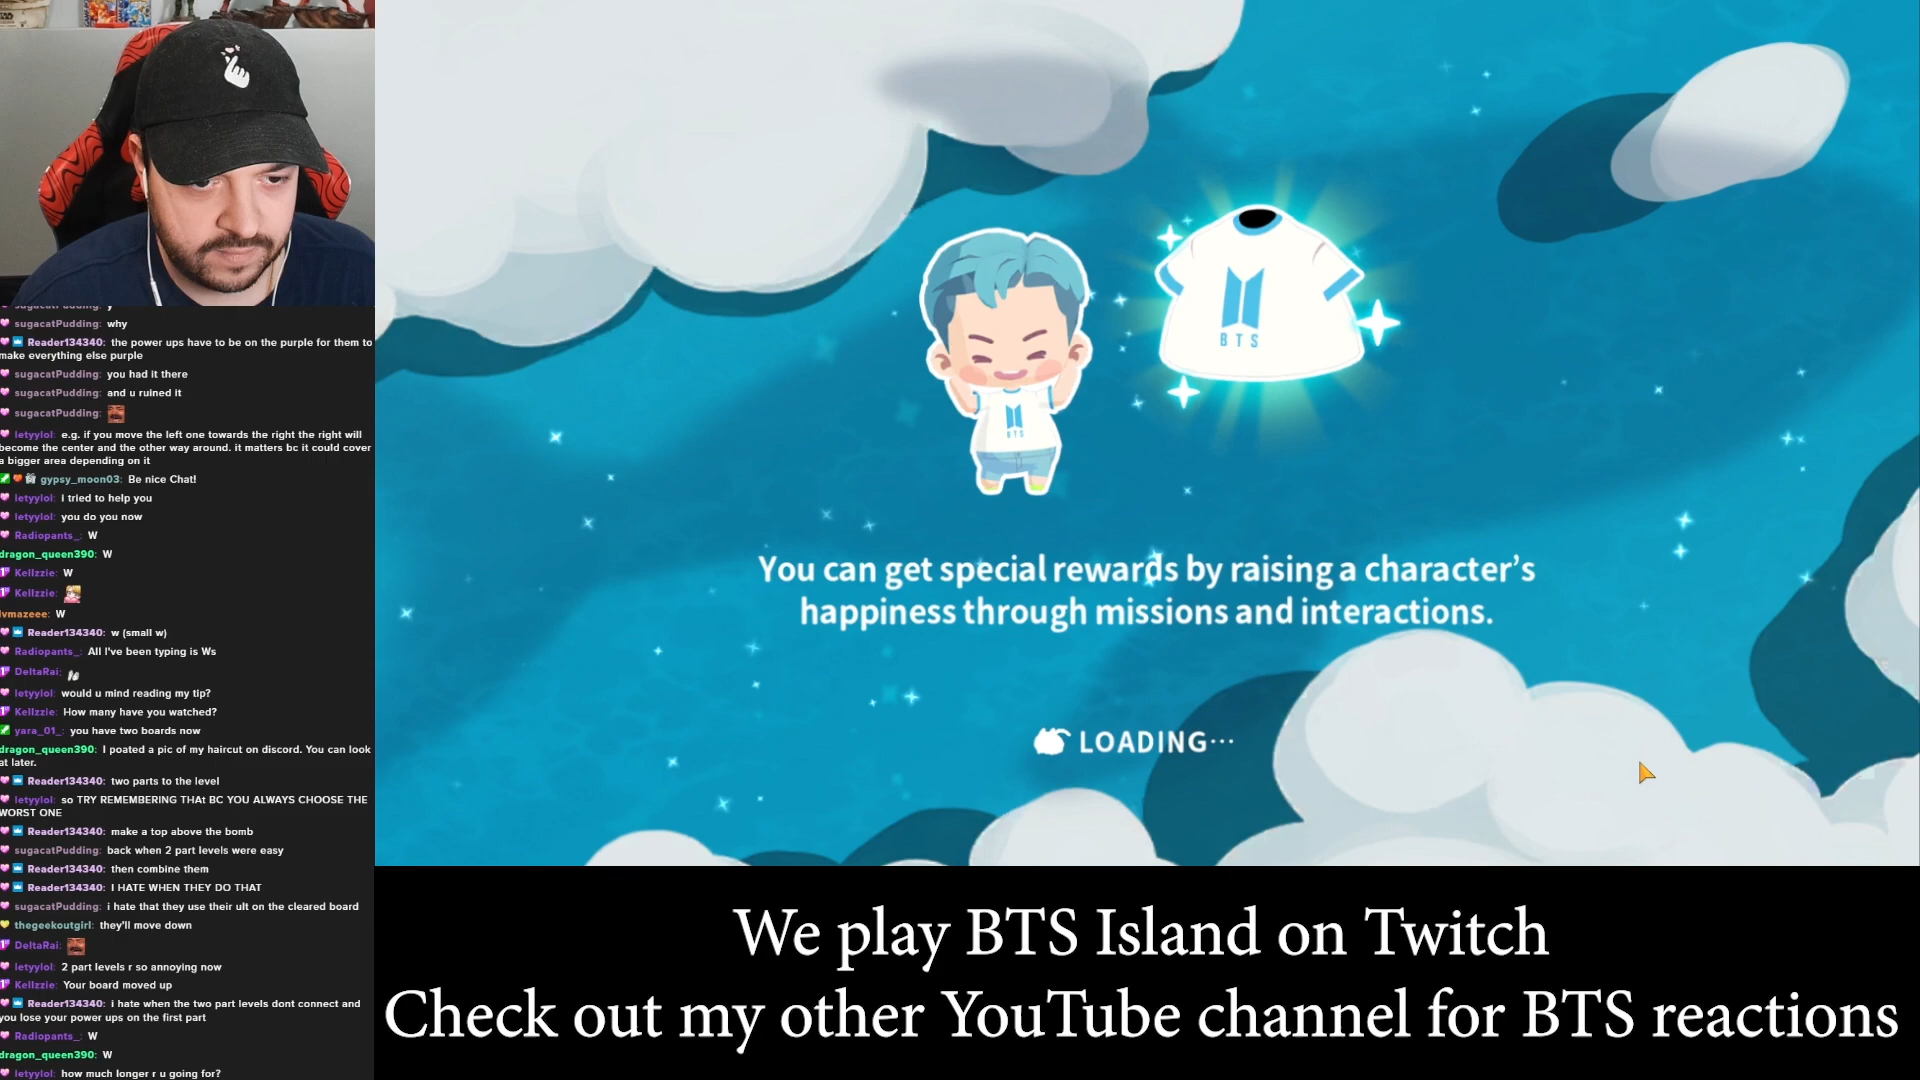 sugacatPudding: y
sugacatPudding: why
Reader134340: the power ups have to be on the purple for them to
make everything else purple
sugacatPudding: you had it there
sugacatPudding: and u ruined it
sugacatPudding:
letyylol: e.g. if you move the left one towards the right the right will
become the center and the other way around. it matters bc it could cover
a bigger area depending on it
gypsy_moon03: Be nice Chat!
letyylol: i tried to help you
letyylol: you do you now
Radiopants_: W
dragon_queen390: W
Kellzzie: W
Kellzzie:
lvmazeee: W
Reader134340: w (small w)
Radiopants_: All I've been typing is Ws
DeltaRai:
letyylol: would u mind reading my tip?
Kellzzie: How many have you watched?
yara_01_: you have two boards now
dragon_queen390: I poated a pic of my haircut on discord. You can look
at later.
Reader134340: two parts to the level
letyylol: so TRY REMEMBERING THAt BC YOU ALWAYS CHOOSE THE
WORST ONE
Reader134340: make a top above the bomb
sugacatPudding: back when 2 part levels were easy
Reader134340: then combine them
Reader134340: I HATE WHEN THEY DO THAT
sugacatPudding: i hate that they use their ult on the cleared board
thegeekoutgirl: they'll move down
DeltaRai:
letyylol: 2 part levels r so annoying now
Kellzzie: Your board moved up
Reader134340: i hate when the two part levels dont connect and
you lose your power ups on the first part
Radiopants_: W
dragon_queen390: W
letyylol: how much longer r u going for?
BTS
BTS
You can get special rewards by raising a character's
happiness through missions and interactions.
LOADING...
We play BTS Island on Twitch
Check out my other YouTube channel for BTS reactions